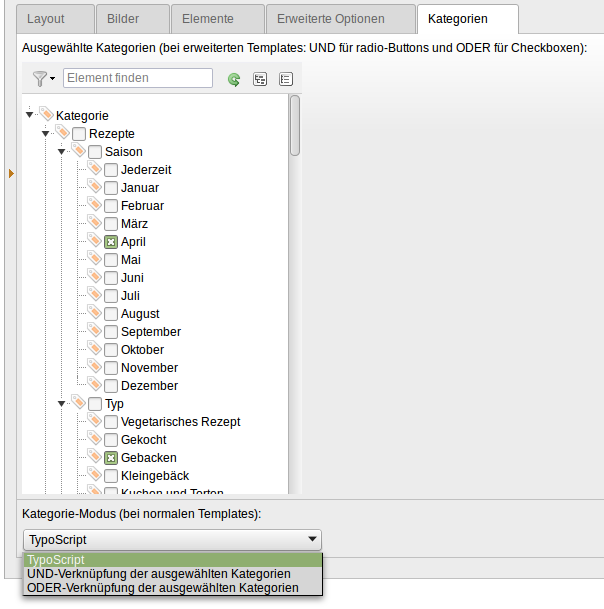 Layout Bilder Elemente Erweiterte Optionen Kategorien
Ausgewählte Kategorien (bei erweiterten Templates: UND für radio-Buttons und ODER für Checkboxen):
Element finden
Kategorie
Rezepte
Saison
Jederzeit
Januar
Februar
März
April
Mai
Juni
Juli
August
September
Oktober
November
Dezember
Typ
Vegetarisches Rezept
Gekocht
Gebacken
Kleingebäck
Kuchen und Torten
Kategorie-Modus (bei normalen Templates):
TypoScript
TypoScript
UND-Verknüpfung der ausgewählten Kategorien
ODER-Verknüpfung der ausgewählten Kategorien